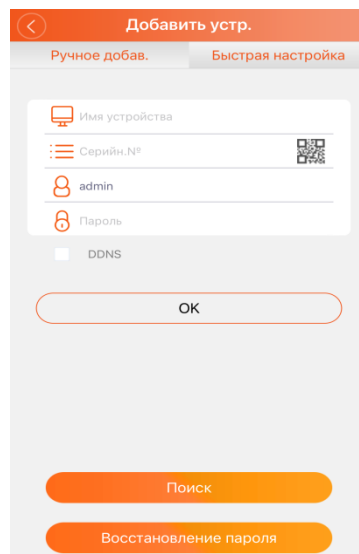 Добавить устр.
Ручное добав. Быстрая настройка
Имя устройства
Серийн.№
admin
Пароль
DDNS
OK
Поиск
Восстановление пароля